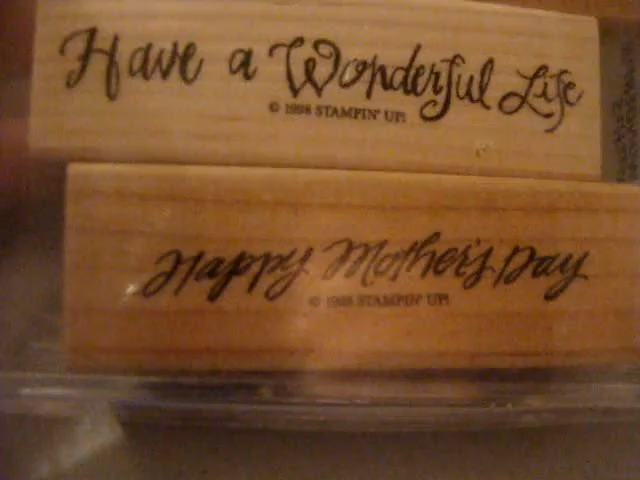 Have a Wonderful Life
© 1998 STAMPIN' UP!
Happy Mother's Day
© 1998 STAMPIN' UP!